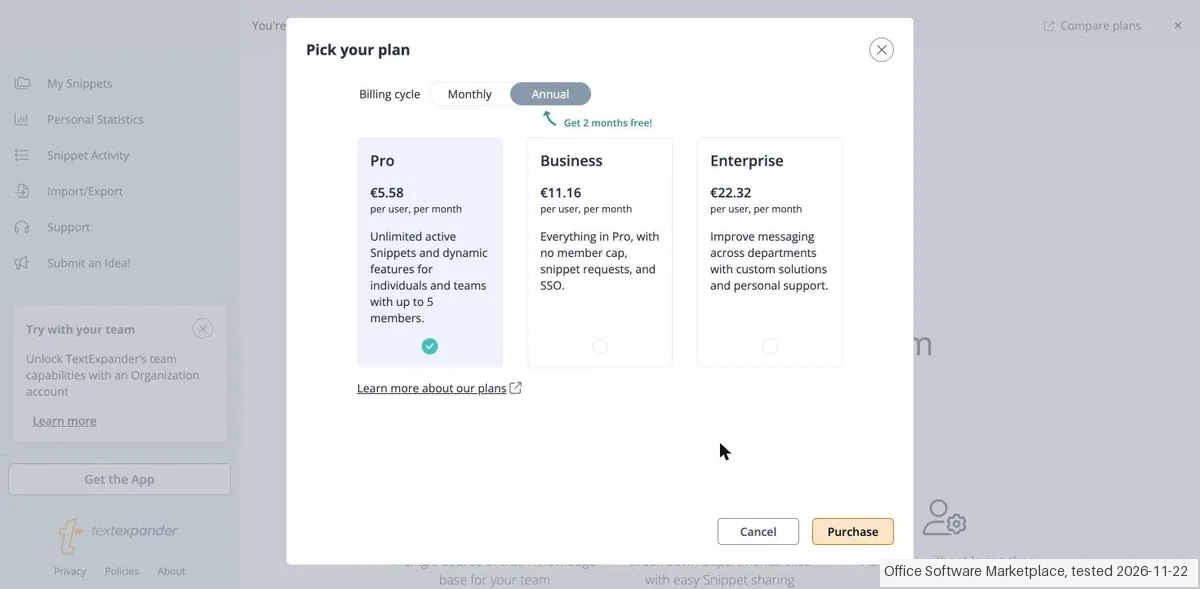 You're
Compare plans
My Snippets
Personal Statistics
Snippet Activity
Import/Export
Support
Submit an Idea!
Try with your team
Unlock TextExpander's team
capabilities with an Organization
account
Learn more
Get the App
textexpander
Privacy Policies About
Pick your plan
Billing cycle Monthly Annual
Get 2 months free!
Pro
€5.58
per user, per month
Unlimited active
Snippets and dynamic
features for
individuals and teams
with up to 5
members.
Business
€11.16
per user, per month
Everything in Pro, with
no member cap,
snippet requests, and
SSO.
Enterprise
€22.32
per user, per month
Improve messaging
across departments
with custom solutions
and personal support.
Learn more about our plans
Cancel Purchase
base for your team
with easy Snippet sharing
Office Software Marketplace, tested 2026-11-22